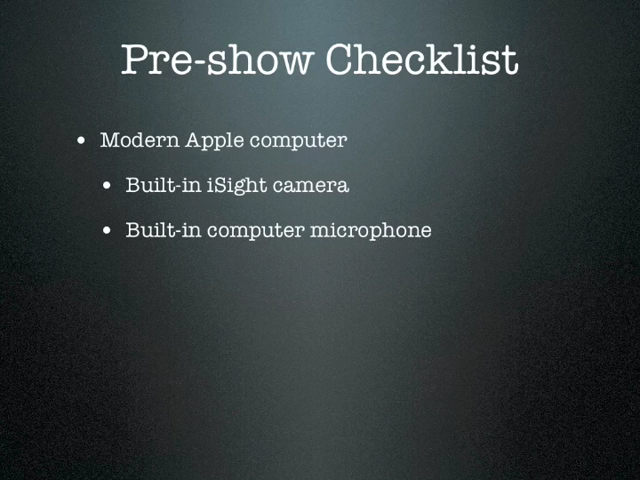 Pre-show Checklist
• Modern Apple computer
• Built-in iSight camera
• Built-in computer microphone